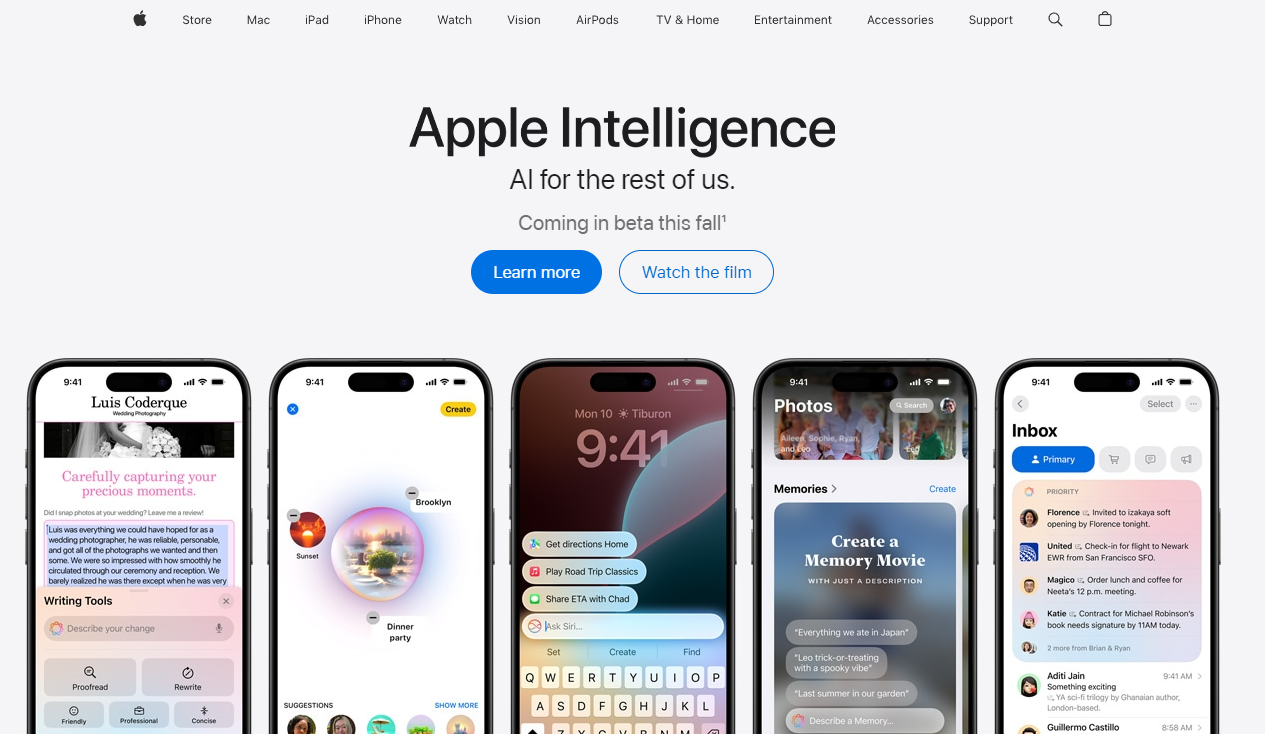 Store Mac iPad iPhone Watch Vision AirPods TV & Home Entertainment Accessories Support
Apple Intelligence
AI for the rest of us.
Coming in beta this fall¹
Learn more Watch the film
9:41
Luis Coderque
Wedding Photography
Carefully capturing your
precious moments.
Did I snap photos at your wedding? Leave me a review!
Luis was everything we could have hoped for as a
wedding photographer, he was reliable, personable,
and got all of the photographs we wanted and then
some. We were so impressed with how smoothly he
circulated through our ceremony and reception. We
barely realized he was there except when he was very
Writing Tools
Describe your change
Proofread Rewrite
Friendly Professional Concise
9:41
Create
Brooklyn
Sunset
Dinner
party
SUGGESTIONS SHOW MORE
Mon 10 Tiburon
9:41
Get directions Home
Play Road Trip Classics
Share ETA with Chad
Ask Siri...
Set Create Find
Q W E R T Y U I O P
A S D F G H J K L
Z X C V B N M
9:41
Photos
Search
Aileen, Sophie, Ryan,
and Leo
Leo
Memories
Create
Create a
Memory Movie
WITH JUST A DESCRIPTION
“Everything we ate in Japan”
“Leo trick-or-treating
with a spooky vibe”
“Last summer in our garden”
Describe a Memory...
9:41
Select
Inbox
Primary
PRIORITY
Florence Invited to izakaya soft
opening by Florence tonight.
United Check-in for flight to Newark
EWR from San Francisco SFO.
Magico Order lunch and coffee for
Neeta’s 12 p.m. meeting.
Katie Contract for Michael Robinson’s
book needs signature by 11AM today.
2 more from Brian & Ryan
Aditi Jain 9:41 AM
Something exciting
YA sci-fi trilogy by Ghanaian author,
London-based.
Guillermo Castillo 8:58 AM